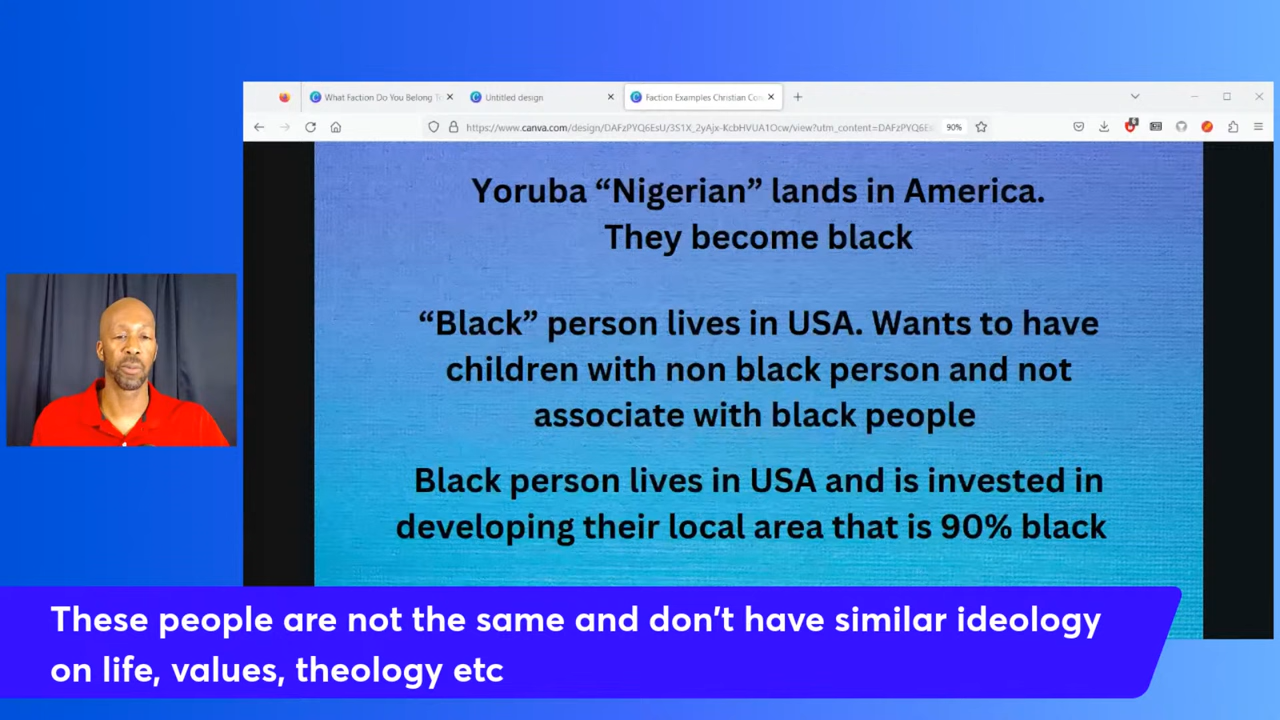 What Faction Do You Belong T
Untitled design
Faction Examples Christian Con
https://www.canva.com/design/DAFzPYQ6EsU/3S1X_2yAjx-KcbHVUA1Ocw/view?utm_content=DAFzPYQ6E
90%
Yoruba “Nigerian” lands in America.
They become black
“Black” person lives in USA. Wants to have
children with non black person and not
associate with black people
Black person lives in USA and is invested in
developing their local area that is 90% black
These people are not the same and don’t have similar ideology
on life, values, theology etc